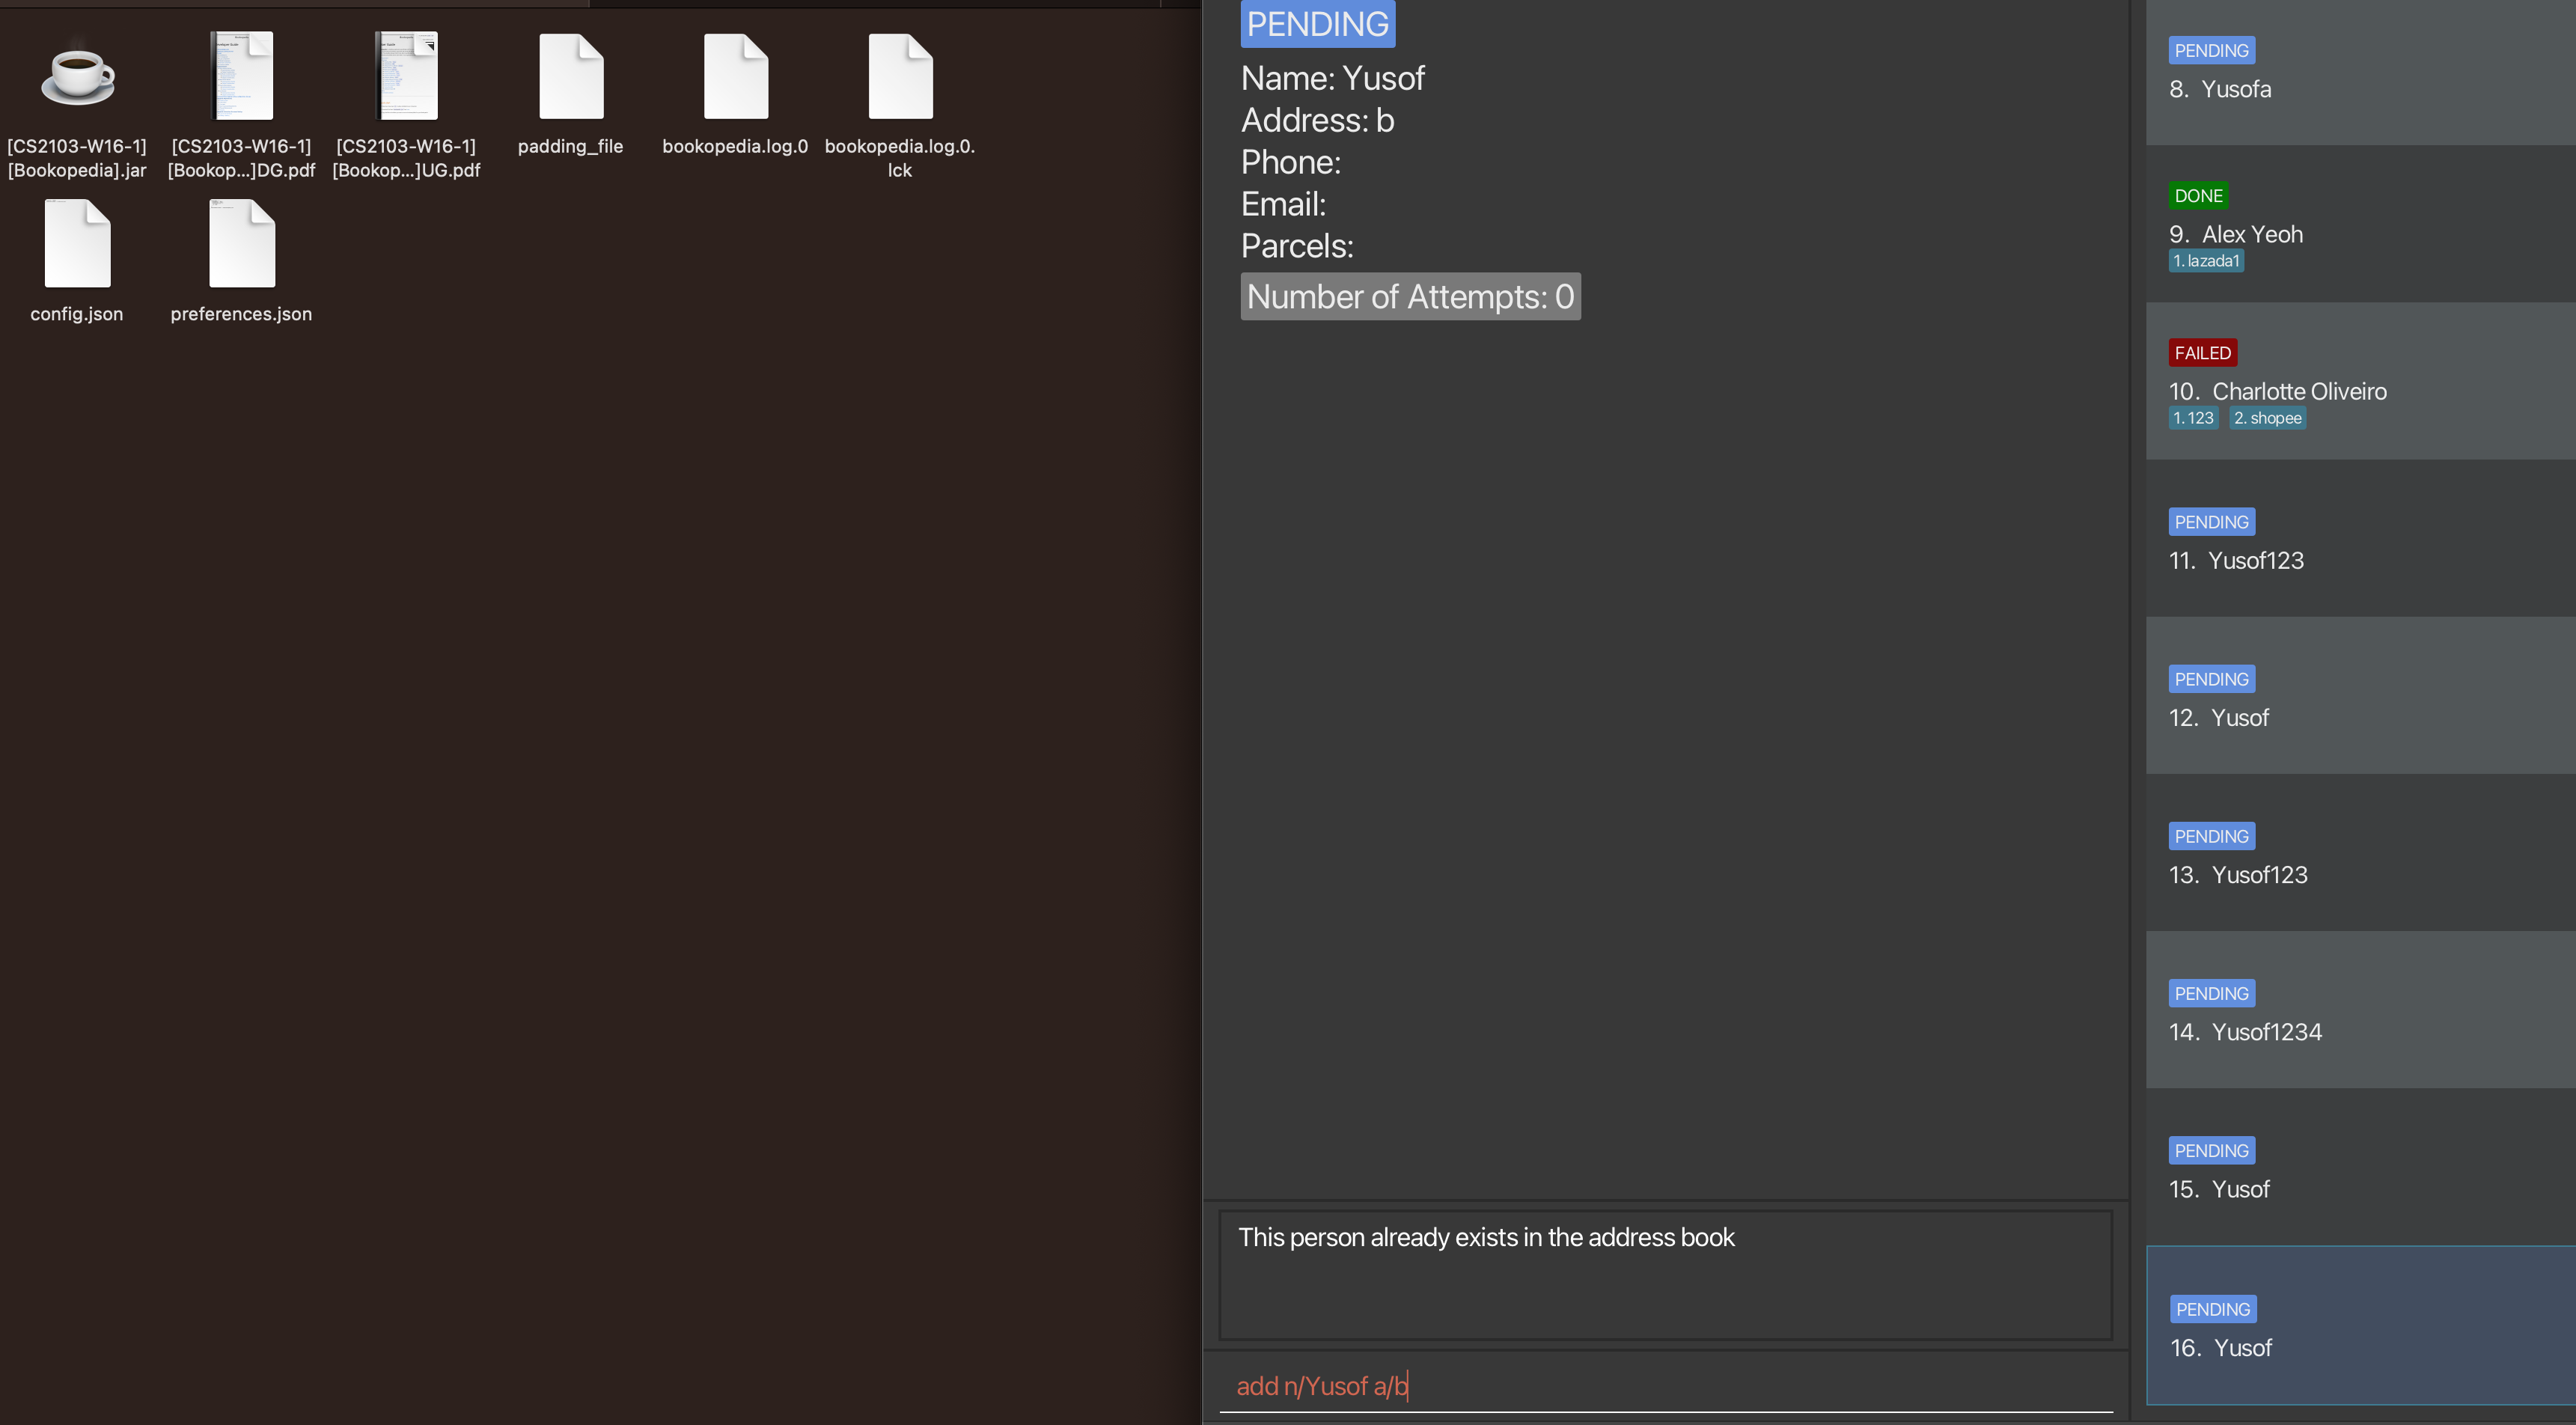 [CS2103-W16-1]
[Bookopedia].jar
[CS2103-W16-1]
[Bookop...]DG.pdf
[CS2103-W16-1]
[Bookop...]UG.pdf
padding_file
bookopedia.log.0
bookopedia.log.0.
lck
config.json
preferences.json
PENDING
Name: Yusof
Address: b
Phone:
Email:
Parcels:
Number of Attempts: 0
This person already exists in the address book
add n/Yusof a/b
PENDING
8. Yusofa
DONE
9. Alex Yeoh
1. lazada1
FAILED
10. Charlotte Oliveiro
1. 123 2. shopee
PENDING
11. Yusof123
PENDING
12. Yusof
PENDING
13. Yusof123
PENDING
14. Yusof1234
PENDING
15. Yusof
PENDING
16. Yusof